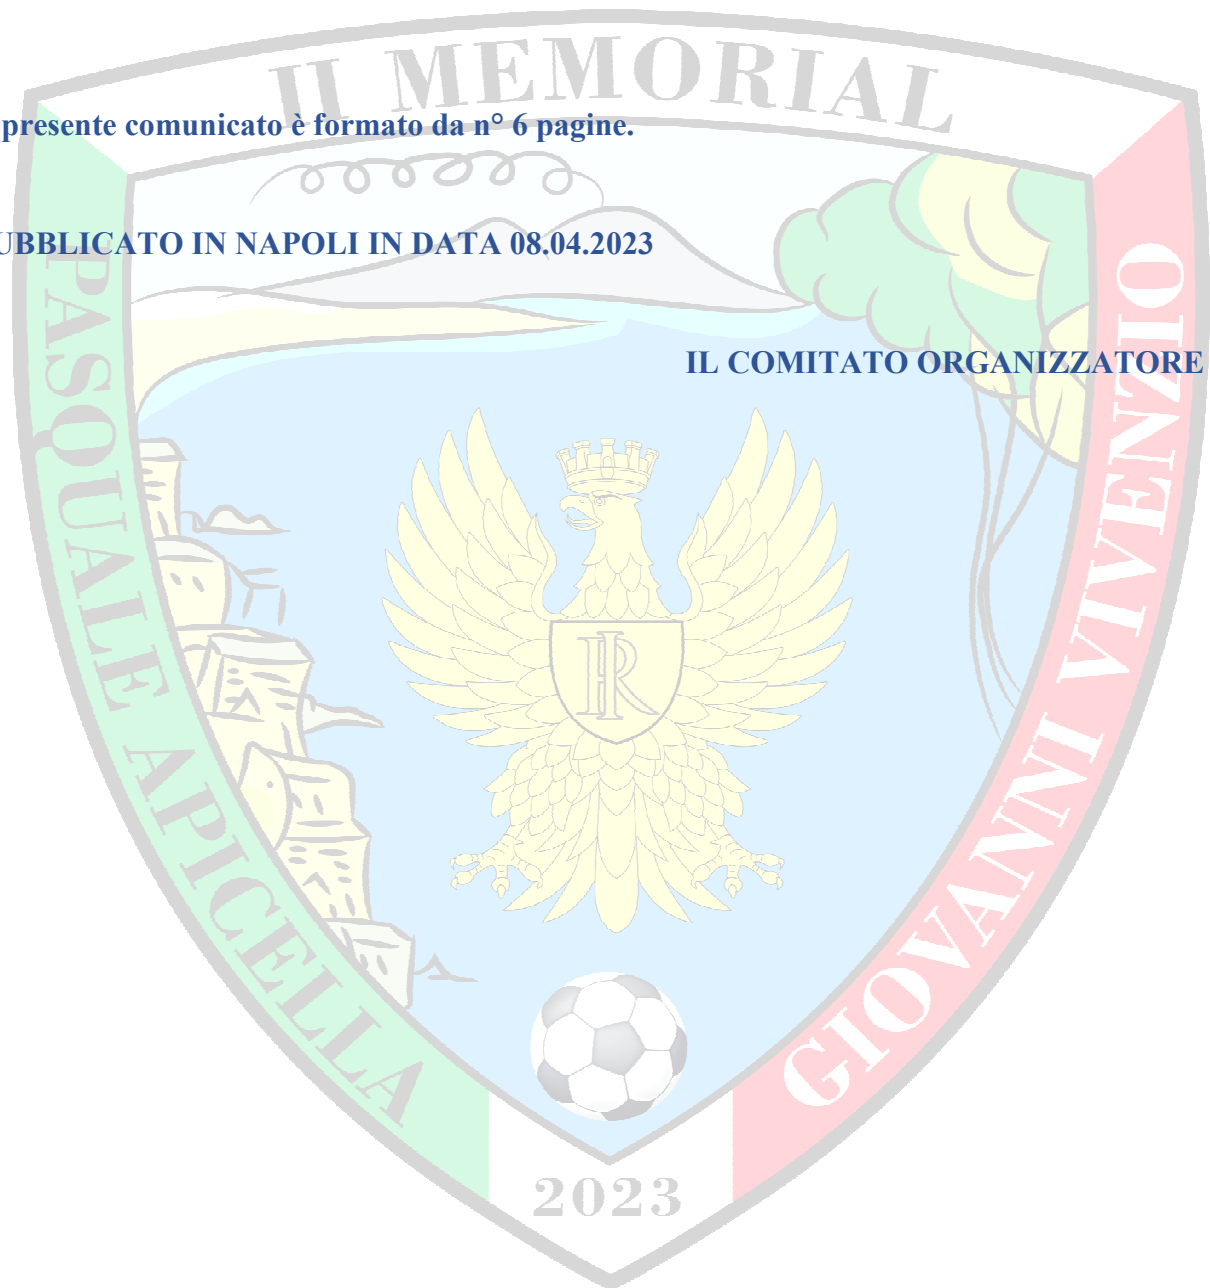 II MEMORIAL
presente comunicato è formato da n° 6 pagine.
UBBLICATO IN NAPOLI IN DATA 08.04.2023
IL COMITATO ORGANIZZATORE
PASQUALE APICELLA
GIOVANNI VIVENZIO
RI
2023